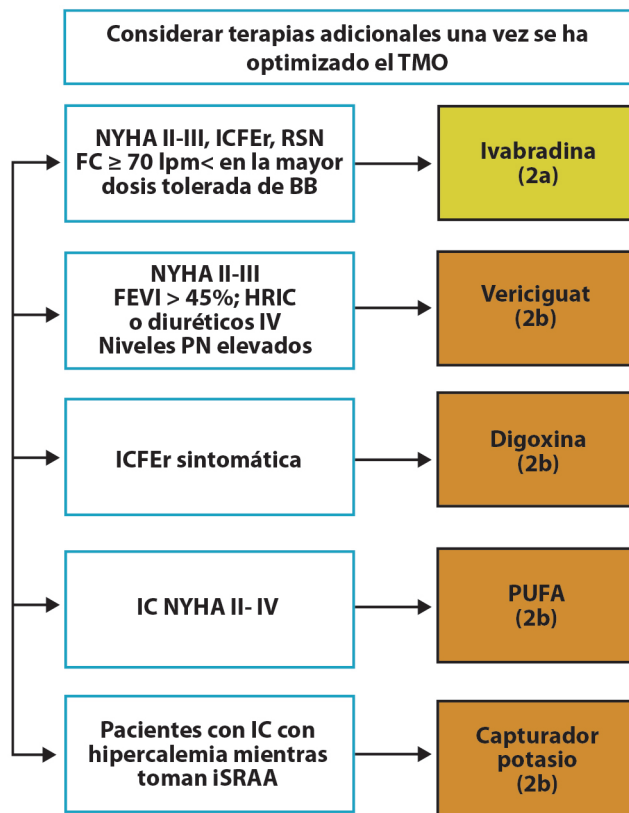 Considerar terapias adicionales una vez se ha
optimizado el TMO
NYHA II-III, ICFEr, RSN
FC ≥ 70 lpm< en la mayor
dosis tolerada de BB
Ivabradina
(2a)
NYHA II-III
FEVI > 45%; HRIC
o diuréticos IV
Niveles PN elevados
Vericiguat
(2b)
ICFEr sintomática
Digoxina
(2b)
IC NYHA II- IV
PUFA
(2b)
Pacientes con IC con
hipercalemia mientras
toman iSRAA
Capturador
potasio
(2b)